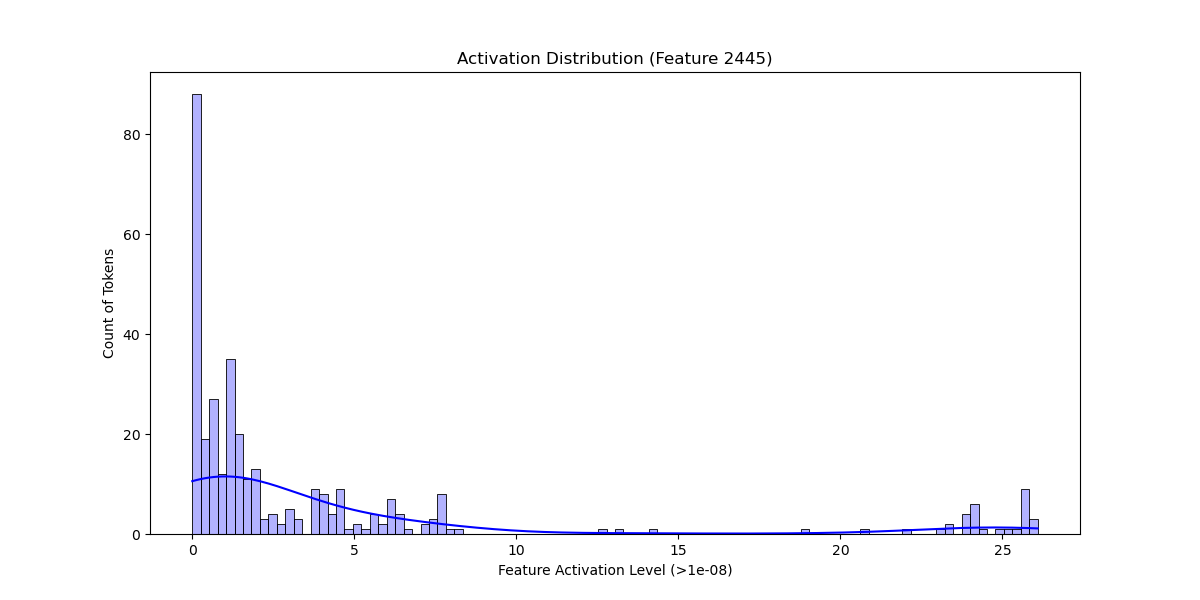 Activation Distribution (Feature 2445)
Count of Tokens
80
60
40
20
0
0 5 10 15 20 25
Feature Activation Level (>1e-08)